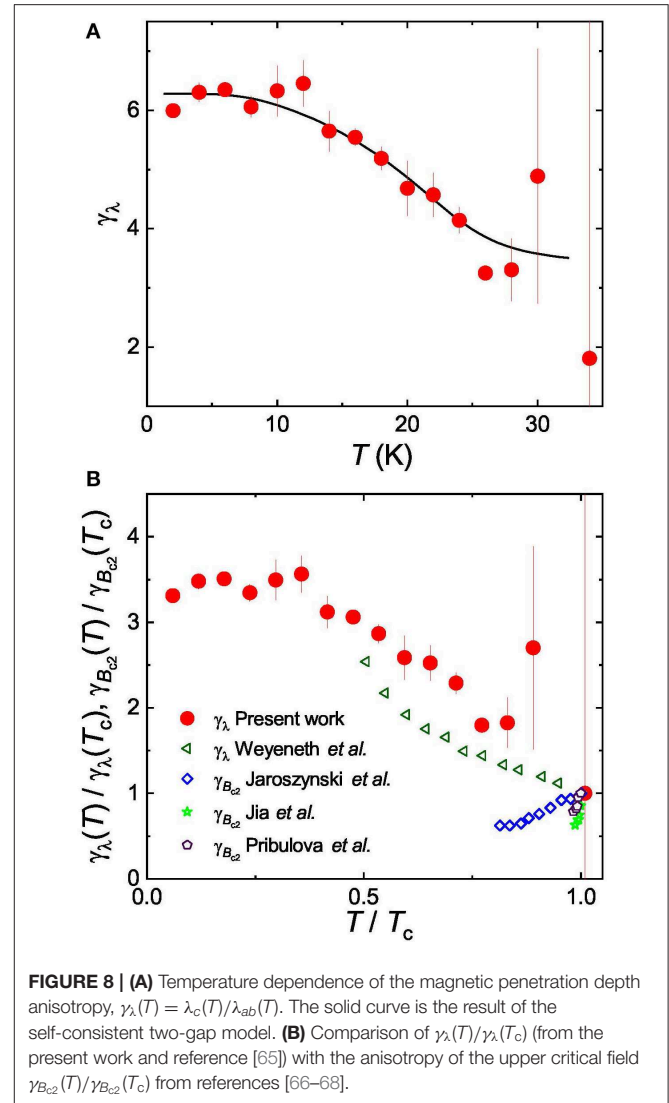 A
6
4
2
γλ
0
10
20
30
T (K)
B
4
3
2
1
0
γλ(T) / γλ(Tc), γBc2(T) / γBc2(Tc)
γλ Present work
γλ Weyeneth et al.
γBc2 Jaroszynski et al.
γBc2 Jia et al.
γBc2 Pribulova et al.
0.0
0.5
1.0
T / Tc
FIGURE 8 | (A) Temperature dependence of the magnetic penetration depth
anisotropy, γλ(T) = λc(T)/λab(T). The solid curve is the result of the
self-consistent two-gap model. (B) Comparison of γλ(T)/γλ(Tc) (from the
present work and reference [65]) with the anisotropy of the upper critical field
γBc2(T)/γBc2(Tc) from references [66–68].